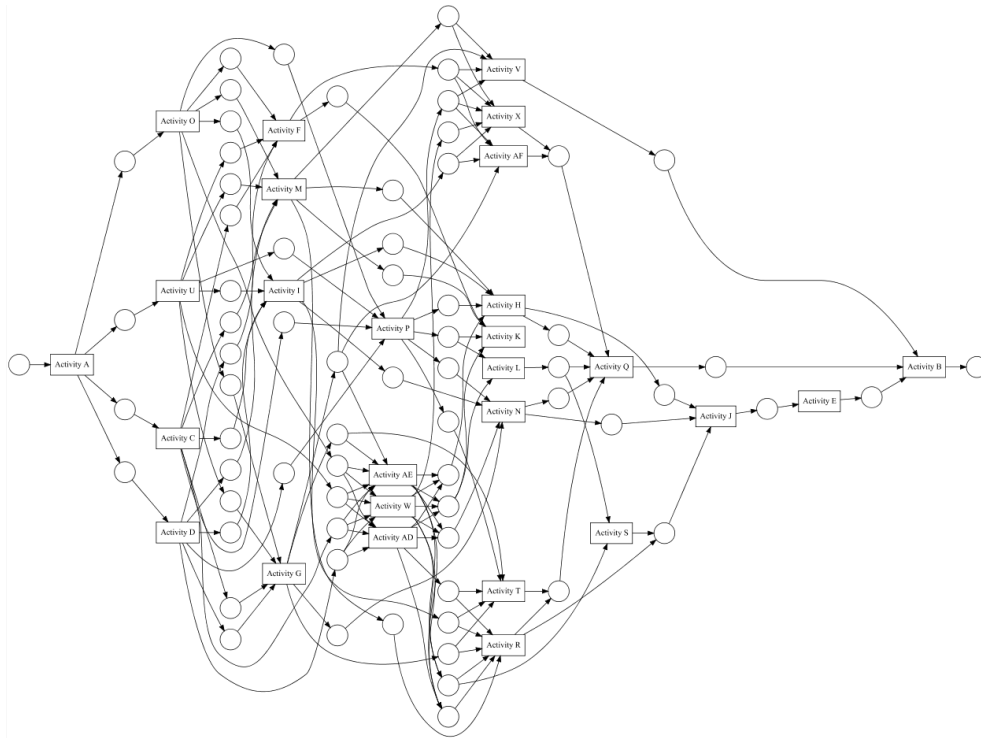 Activity V
Activity X
Activity O
Activity F
Activity AF
Activity M
Activity U
Activity I
Activity H
Activity P
Activity K
Activity A
Activity L
Activity Q
Activity B
Activity E
Activity N
Activity J
Activity C
Activity AE
Activity W
Activity D
Activity AD
Activity S
Activity G
Activity T
Activity R